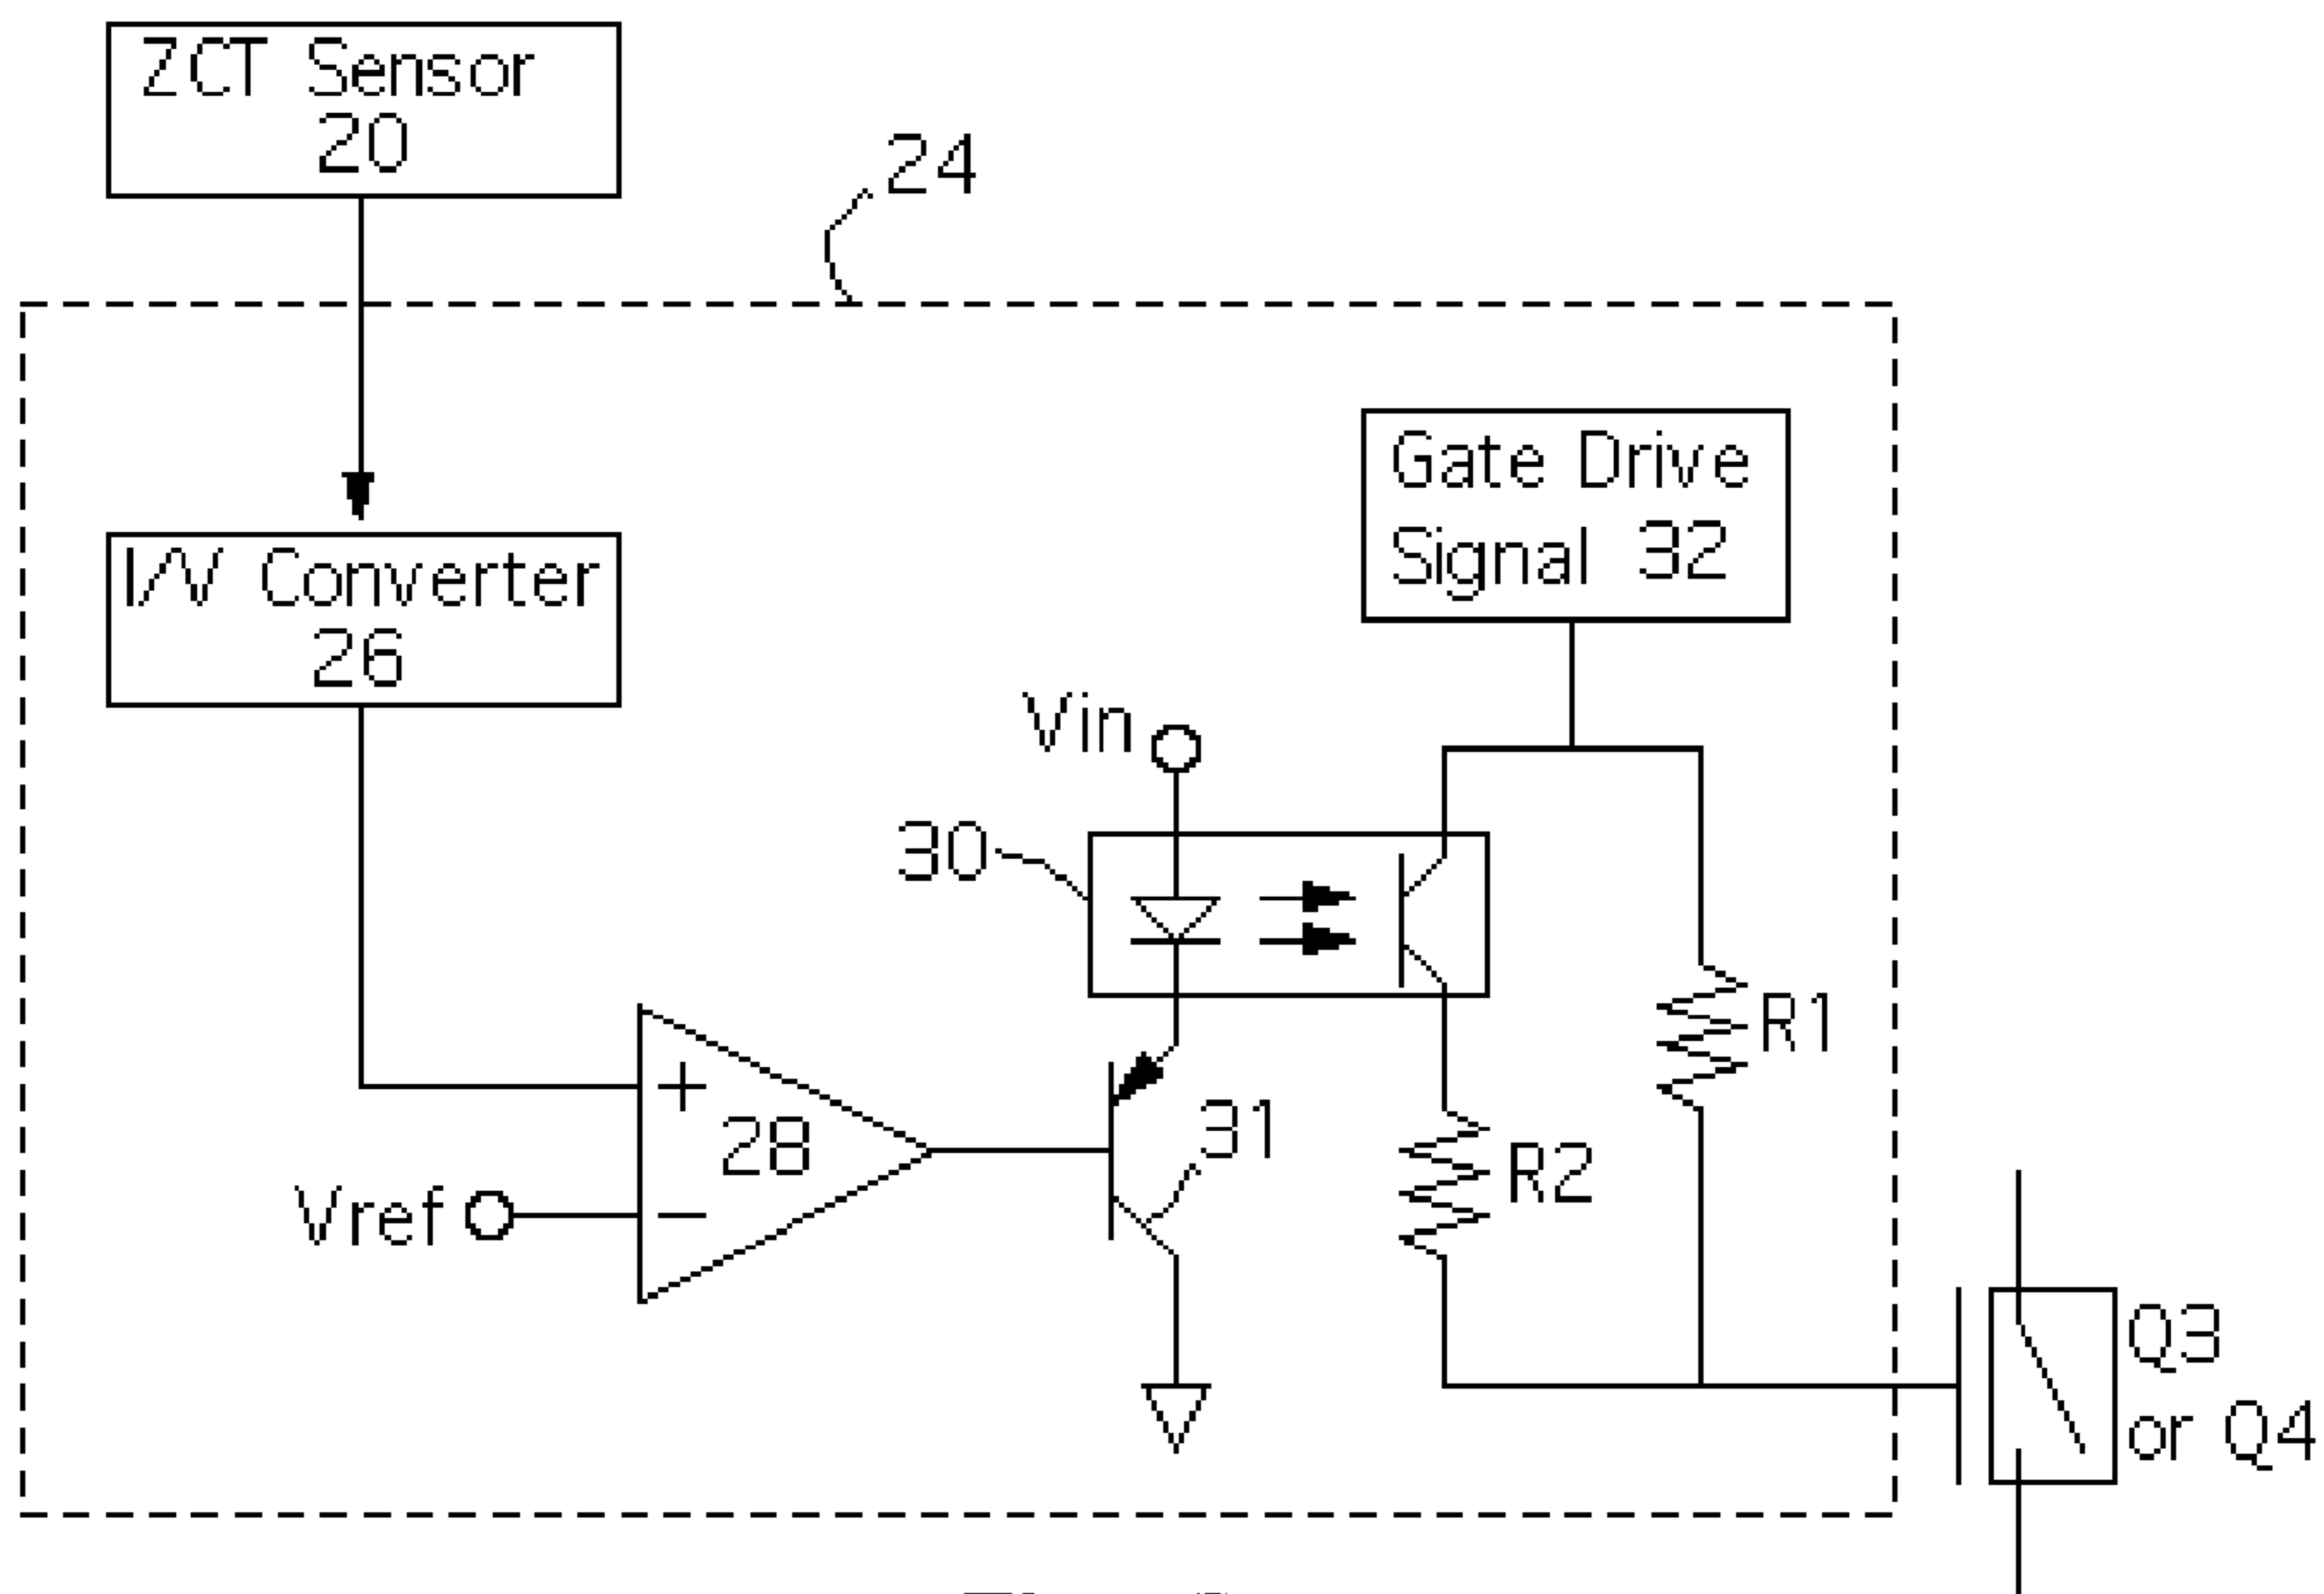 ZCT Sensor
20
24
I/V Converter
26
Gate Drive
Signal 32
Vin
30
+
28
31
R1
R2
Vref
−
Q3
or Q4